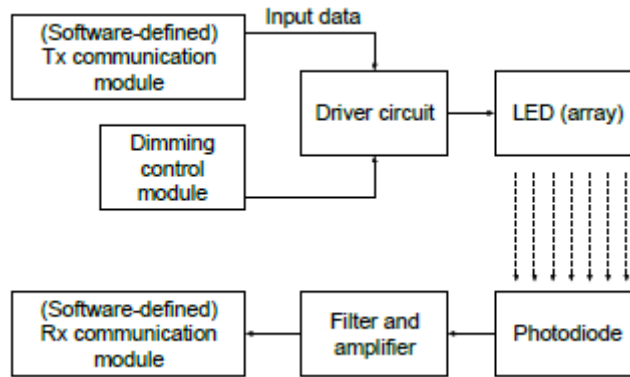 Input data
(Software-defined)
Tx communication
module
Driver circuit
LED (array)
Dimming
control
module
(Software-defined)
Rx communication
module
Filter and
amplifier
Photodiode